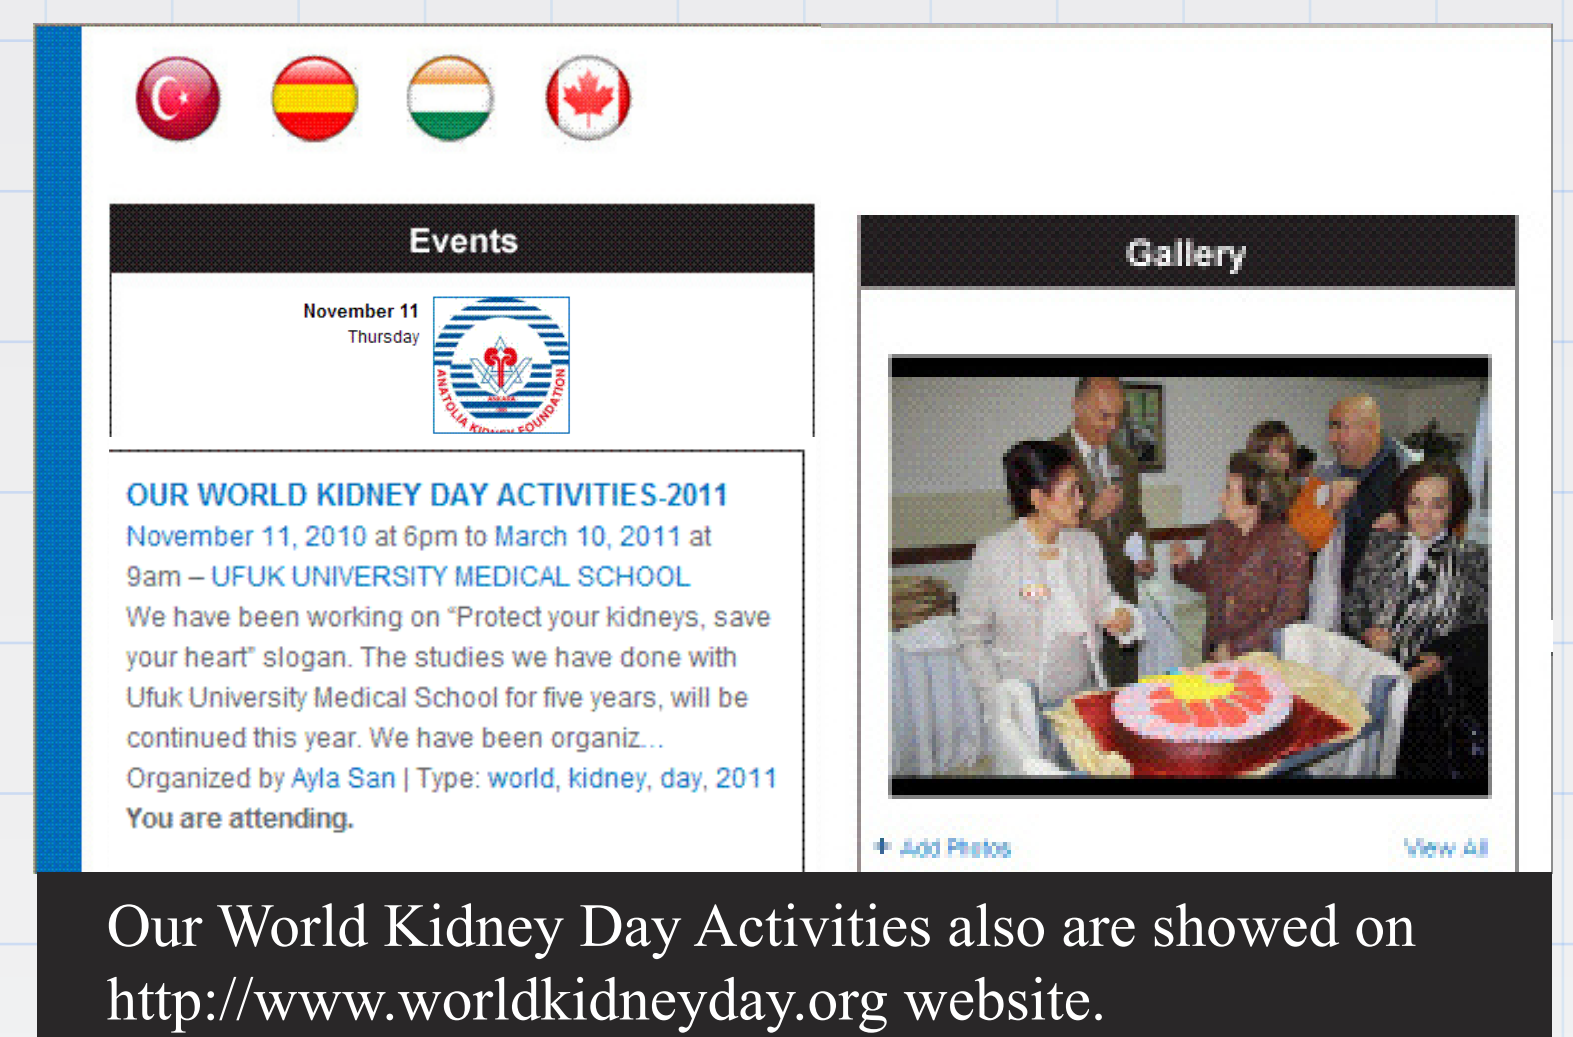 Events
November 11
Thursday
ANATOLIA KIDNEY FOUNDATION
ANKARA
OUR WORLD KIDNEY DAY ACTIVITIES-2011
November 11, 2010 at 6pm to March 10, 2011 at
9am – UFUK UNIVERSITY MEDICAL SCHOOL
We have been working on “Protect your kidneys, save
your heart” slogan. The studies we have done with
Ufuk University Medical School for five years, will be
continued this year. We have been organiz...
Organized by Ayla San | Type: world, kidney, day, 2011
You are attending.
Gallery
+ Add Photos
View All
Our World Kidney Day Activities also are showed on
http://www.worldkidneyday.org website.